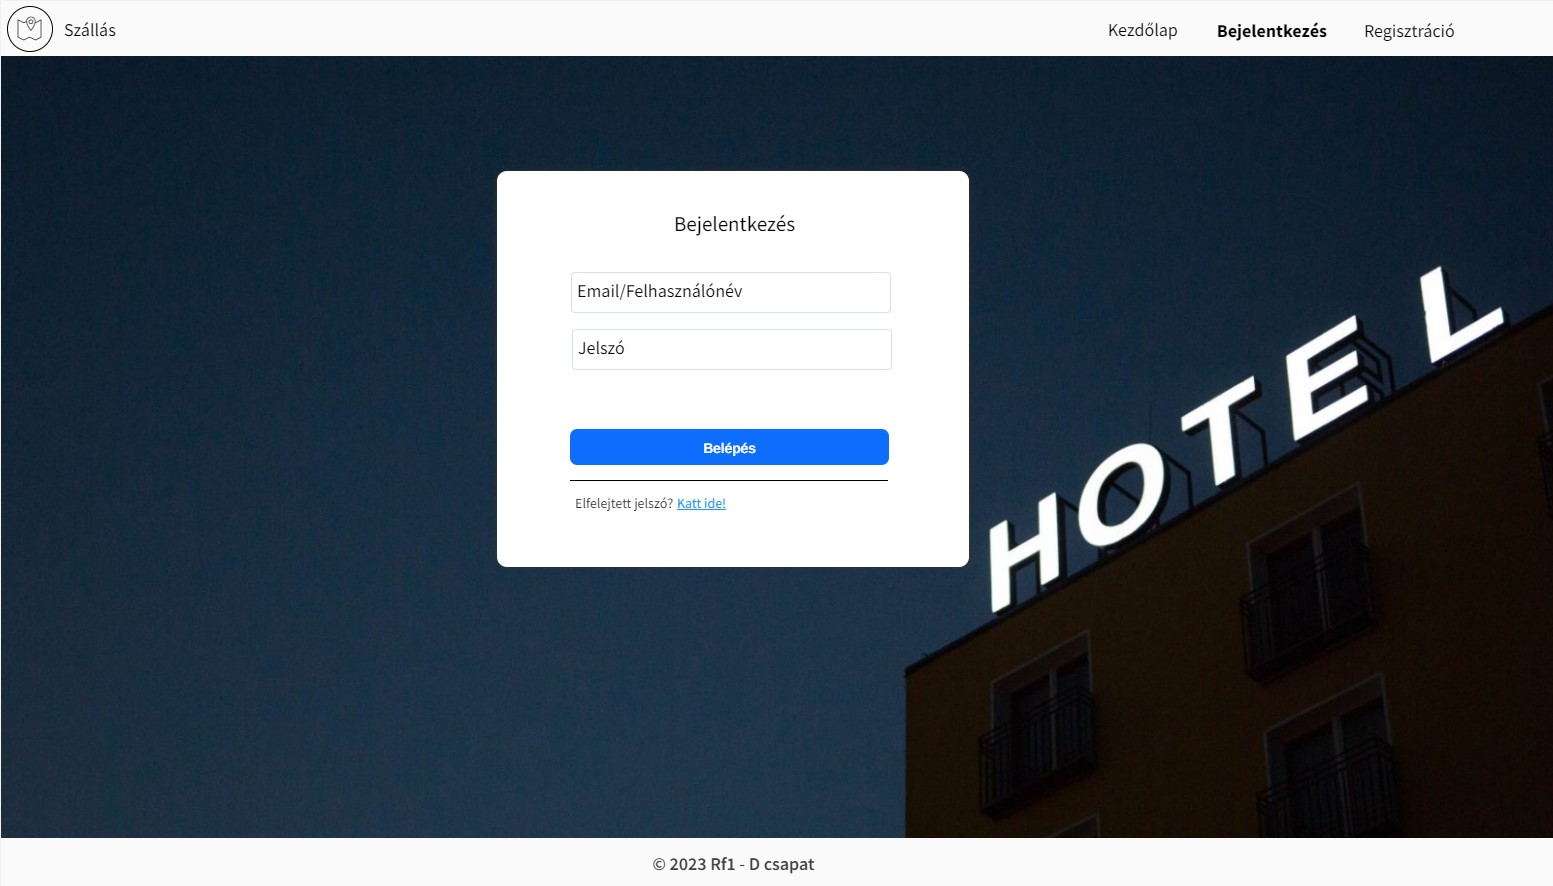 Szállás
Kezdőlap Bejelentkezés Regisztráció
Bejelentkezés
Email/Felhasználónév
Jelszó
Belépés
Elfelejtett jelszó? Katt ide!
HOTEL
© 2023 Rf1 - D csapat